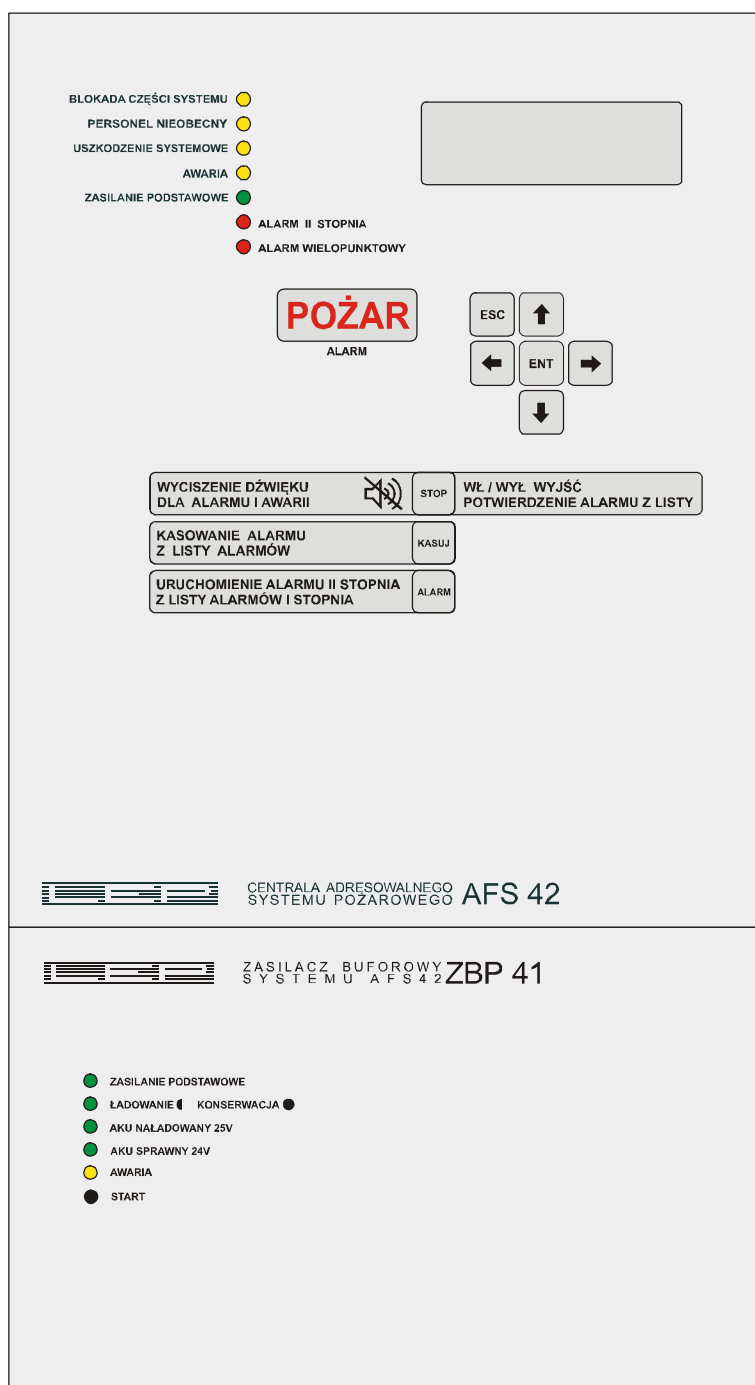 BLOKADA CZĘŚCI SYSTEMU
PERSONEL NIEOBECNY
USZKODZENIE SYSTEMOWE
AWARIA
ZASILANIE PODSTAWOWE
ALARM II STOPNIA
ALARM WIELOPUNKTOWY
POŻAR
ALARM
ESC
ENT
WYCISZENIE DŹWIĘKU
DLA ALARMU I AWARII
STOP
WŁ / WYŁ WYJŚĆ
POTWIERDZENIE ALARMU Z LISTY
KASOWANIE ALARMU
Z LISTY ALARMÓW
KASUJ
URUCHOMIENIE ALARMU II STOPNIA
Z LISTY ALARMÓW I STOPNIA
ALARM
CENTRALA ADRESOWALNEGO
SYSTEMU POŻAROWEGO AFS 42
ZASILACZ BUFOROWY
SYSTEMU AFS42 ZBP 41
ZASILANIE PODSTAWOWE
ŁADOWANIE KONSERWACJA
AKU NAŁADOWANY 25V
AKU SPRAWNY 24V
AWARIA
START